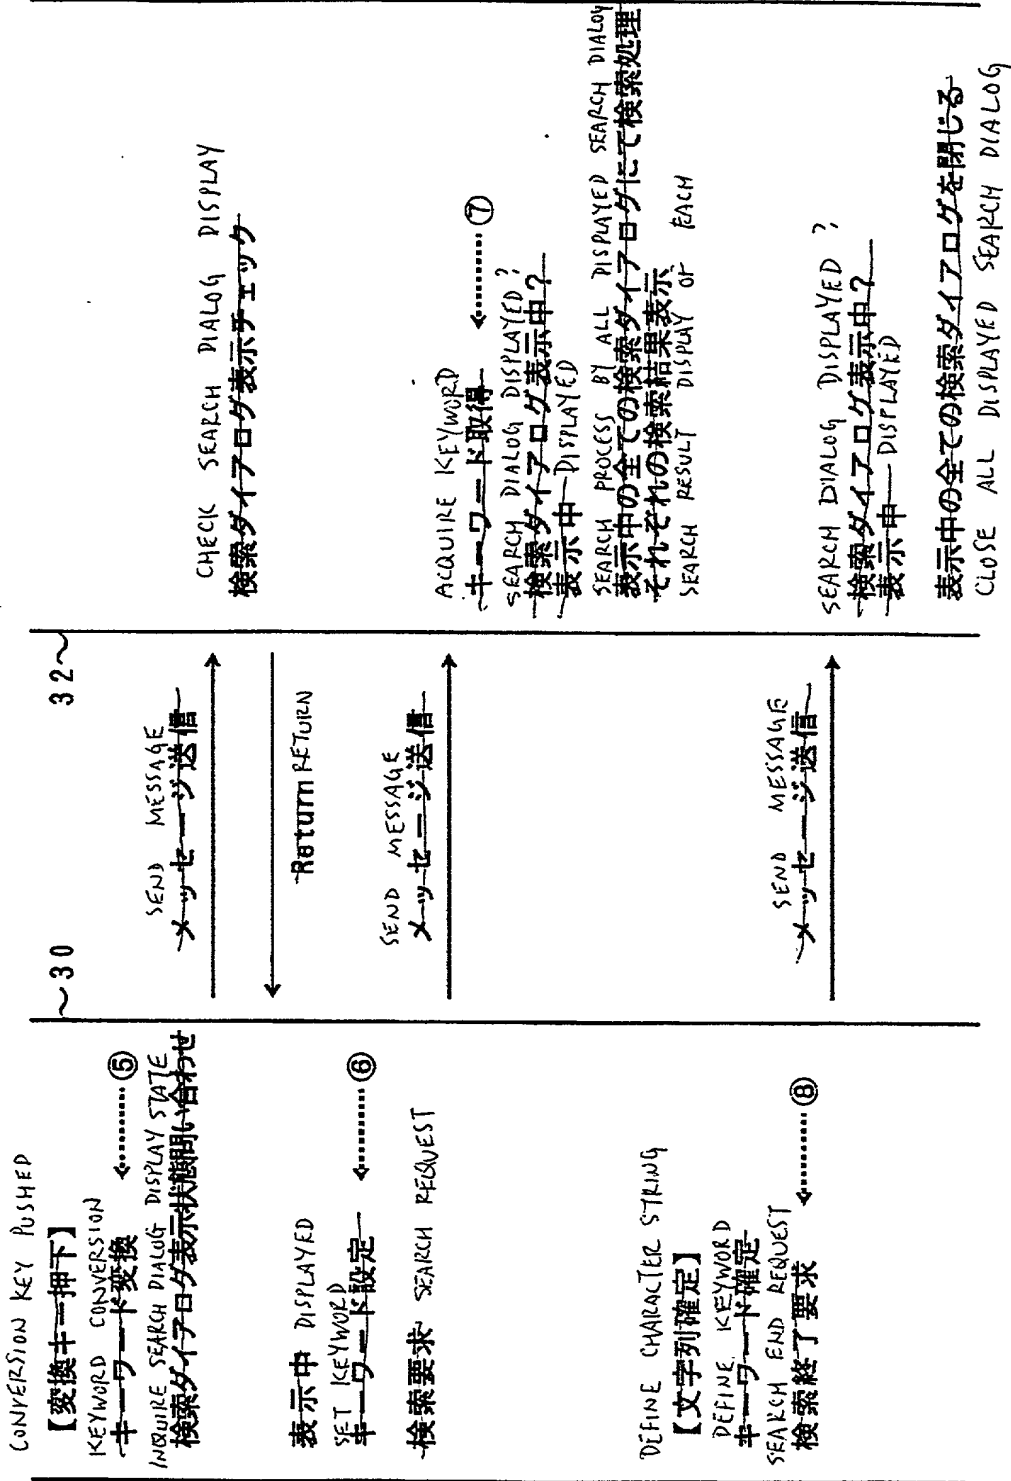 CONVERSION KEY PUSHED
【変換キー押下】
KEYWORD CONVERSION
キーワード変換 ⑤
INQUIRE SEARCH DIALOG DISPLAY STATE
検索ダイアログ表示状態問い合わせ
表示中 DISPLAYED
SET KEYWORD
キーワード設定 ⑥
検索要求 SEARCH REQUEST
DEFINE CHARACTER STRING
【文字列確定】
DEFINE KEYWORD
キーワード確定
SEARCH END REQUEST
検索終了要求 ⑧
~30
32~
SEND MESSAGE
メッセージ送信
Return RETURN
SEND MESSAGE
メッセージ送信
SEND MESSAGE
メッセージ送信
CHECK SEARCH DIALOG DISPLAY
検索ダイアログ表示チェック
ACQUIRE KEYWORD
キーワード取得 ⑦
SEARCH DIALOG DISPLAYED?
検索ダイアログ表示中?
表示中 DISPLAYED
SEARCH PROCESS BY ALL DISPLAYED SEARCH DIALOG
表示中の全ての検索ダイアログにて検索処理
それぞれの検索結果表示
SEARCH RESULT DISPLAY OF EACH
SEARCH DIALOG DISPLAYED?
検索ダイアログ表示中?
表示中 DISPLAYED
表示中の全ての検索ダイアログを閉じる
CLOSE ALL DISPLAYED SEARCH DIALOG